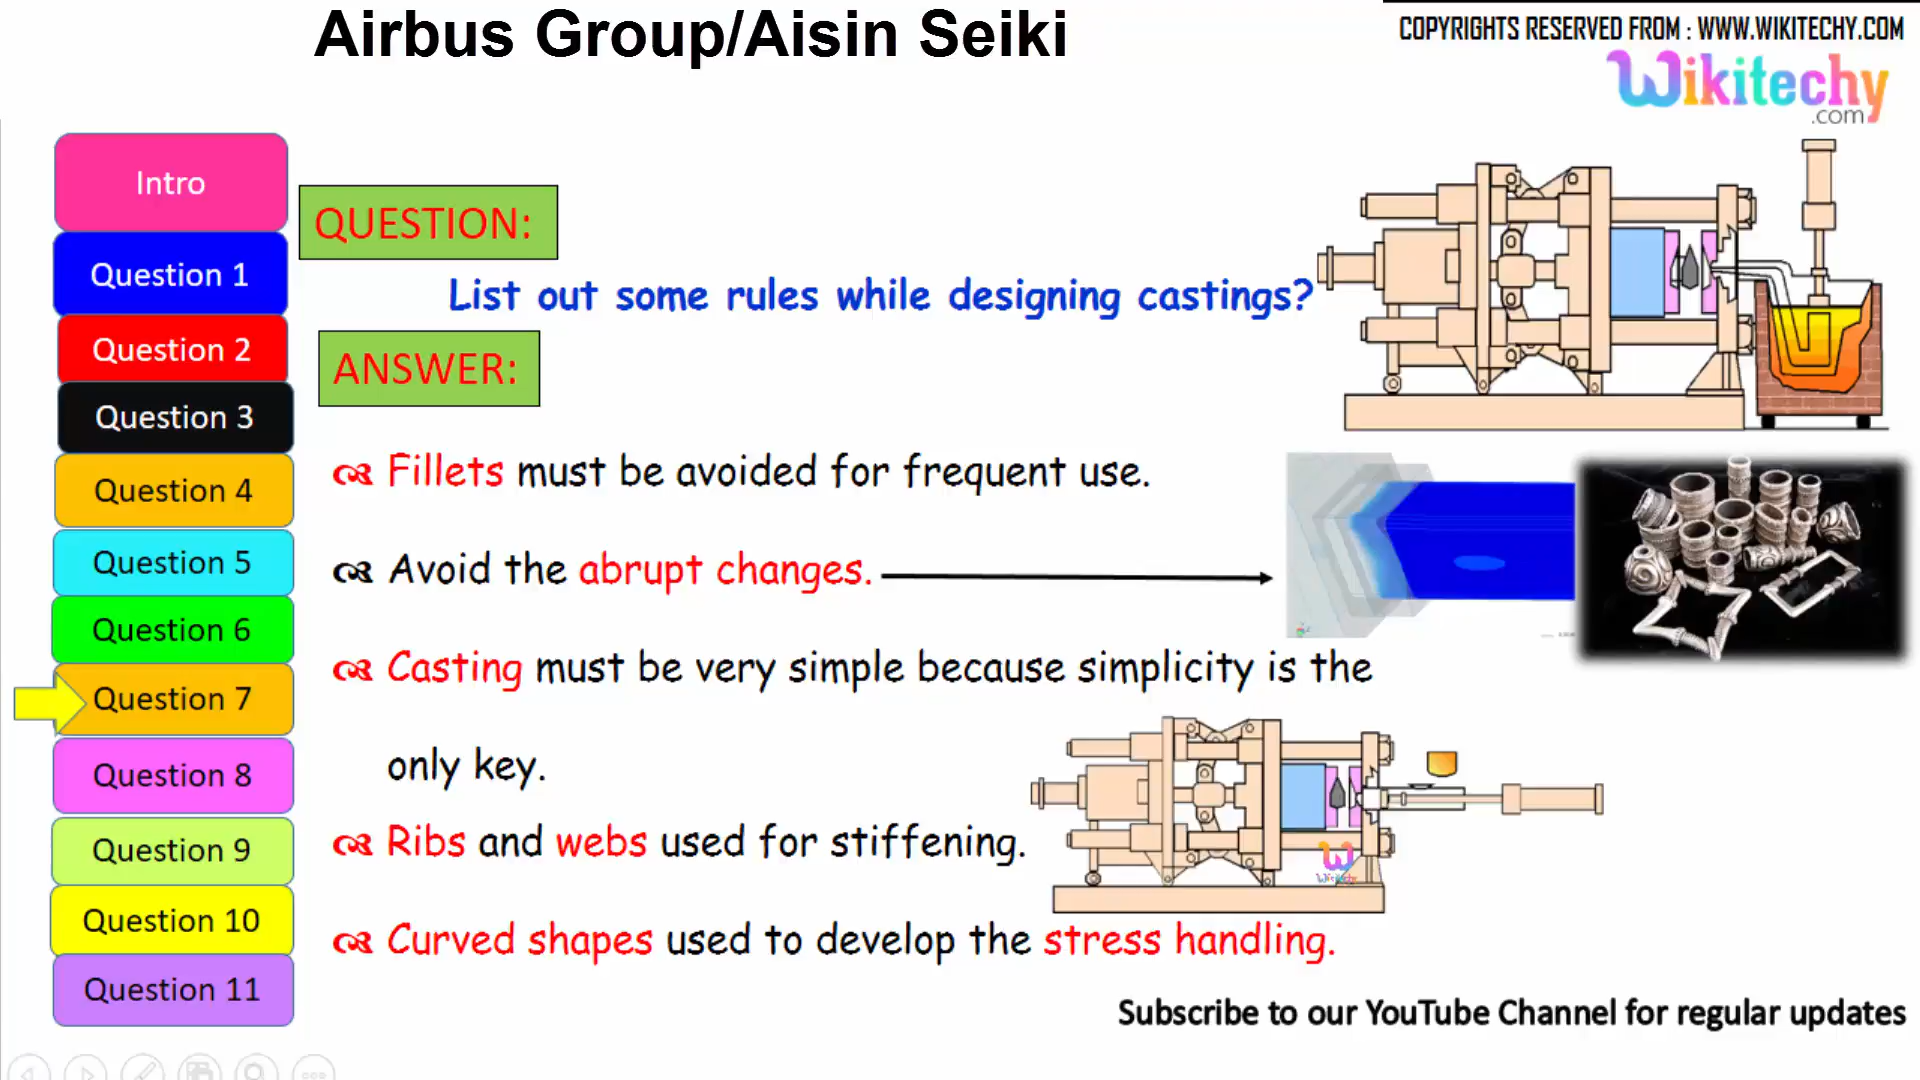 Airbus Group/Aisin Seiki
COPYRIGHTS RESERVED FROM : WWW.WIKITECHY.COM
Wikitechy
.com
Intro
Question 1
Question 2
Question 3
Question 4
Question 5
Question 6
Question 7
Question 8
Question 9
Question 10
Question 11
QUESTION:
List out some rules while designing castings?
ANSWER:
Fillets must be avoided for frequent use.
Avoid the abrupt changes.
Casting must be very simple because simplicity is the
only key.
Ribs and webs used for stiffening.
Curved shapes used to develop the stress handling.
Wikitechy
Subscribe to our YouTube Channel for regular updates